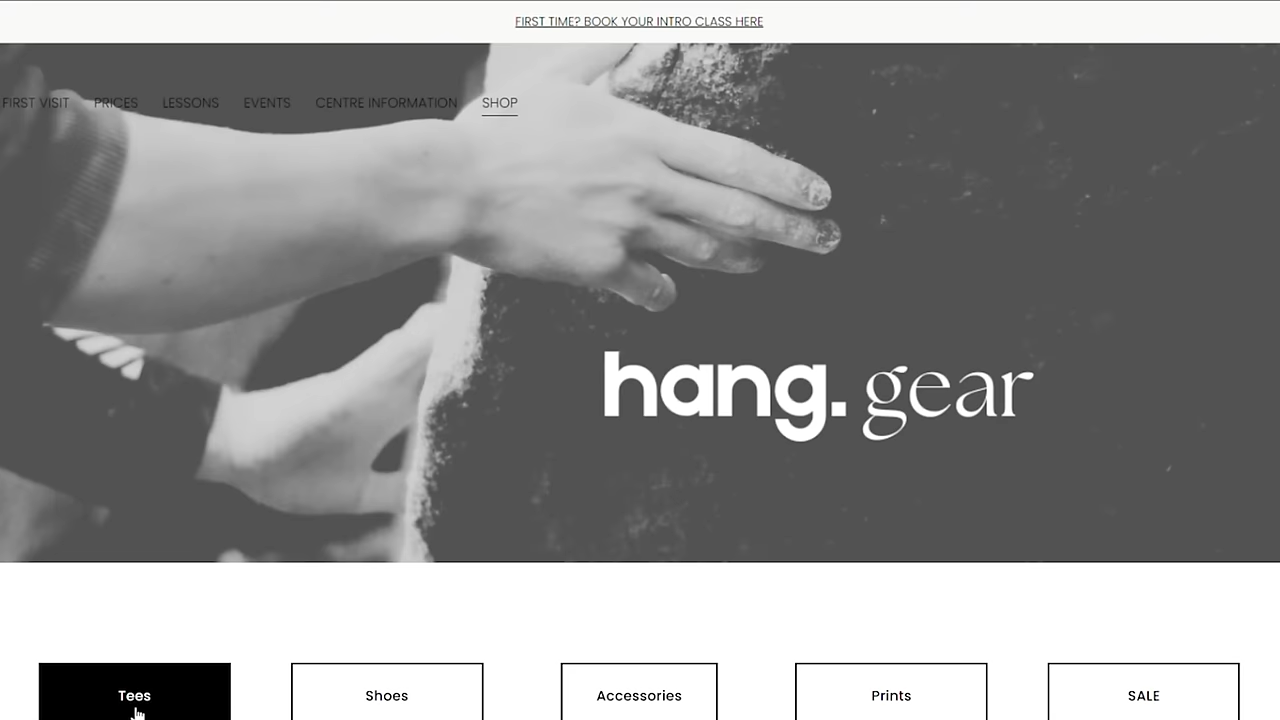 FIRST TIME? BOOK YOUR INTRO CLASS HERE
FIRST VISIT PRICES LESSONS EVENTS CENTRE INFORMATION SHOP
hang. gear
Tees Shoes Accessories Prints SALE